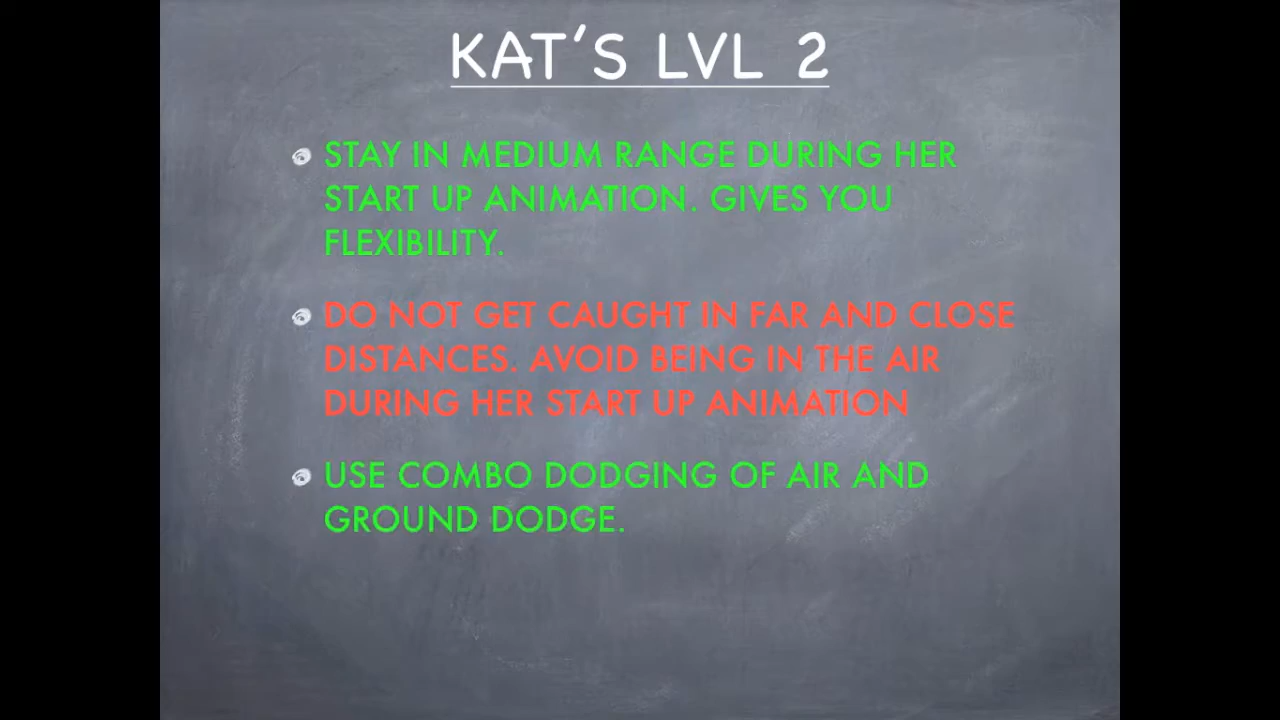 KAT'S LVL 2
STAY IN MEDIUM RANGE DURING HER
START UP ANIMATION. GIVES YOU
FLEXIBILITY.
DO NOT GET CAUGHT IN FAR AND CLOSE
DISTANCES. AVOID BEING IN THE AIR
DURING HER START UP ANIMATION
USE COMBO DODGING OF AIR AND
GROUND DODGE.